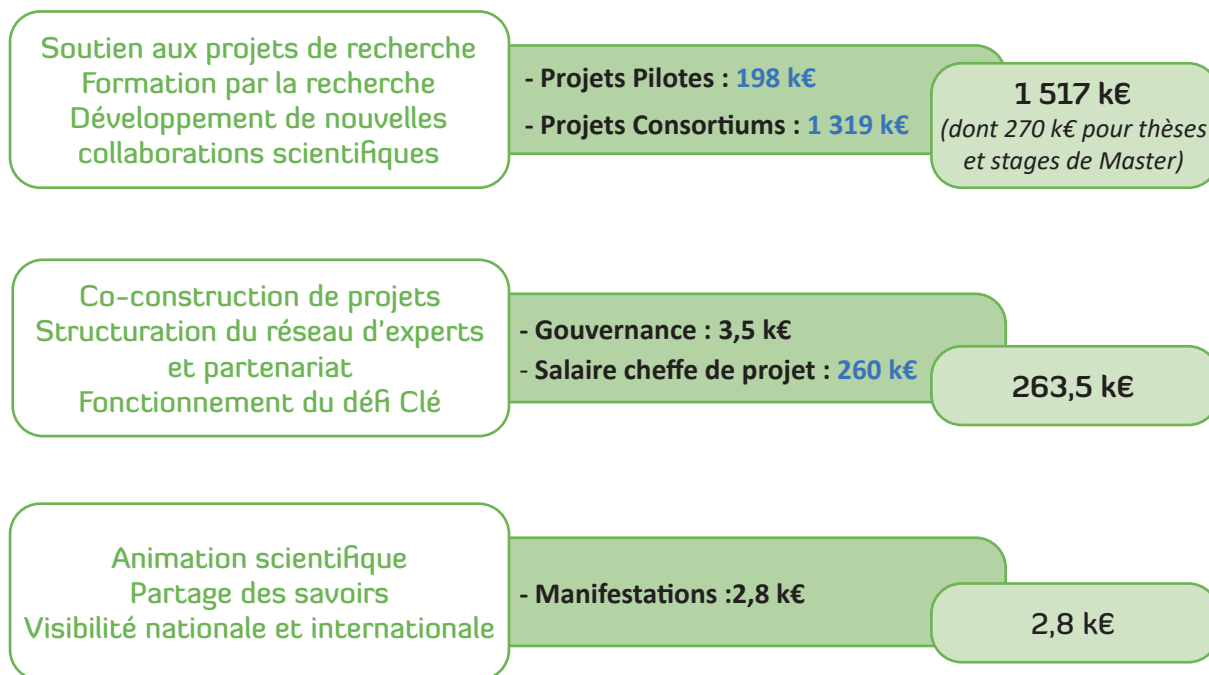 Soutien aux projets de recherche
Formation par la recherche
Développement de nouvelles
collaborations scientifiques
- Projets Pilotes : 198 k€
- Projets Consortiums : 1 319 k€
1 517 k€
(dont 270 k€ pour thèses
et stages de Master)
Co-construction de projets
Structuration du réseau d'experts
et partenariat
Fonctionnement du défi Clé
- Gouvernance : 3,5 k€
- Salaire cheffe de projet : 260 k€
263,5 k€
Animation scientifique
Partage des savoirs
Visibilité nationale et internationale
- Manifestations :2,8 k€
2,8 k€